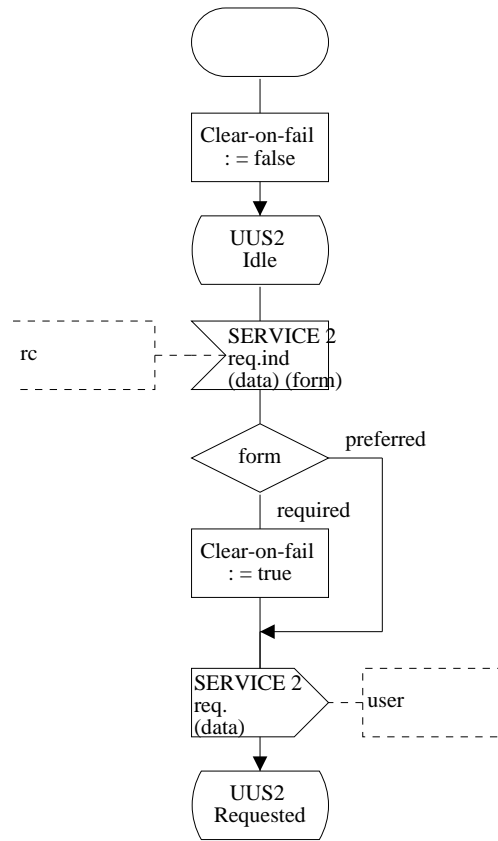 Clear-on-fail
: = false
UUS2
Idle
rc
SERVICE 2
req.ind
(data) (form)
preferred
form
required
Clear-on-fail
: = true
SERVICE 2
req.
(data)
user
UUS2
Requested